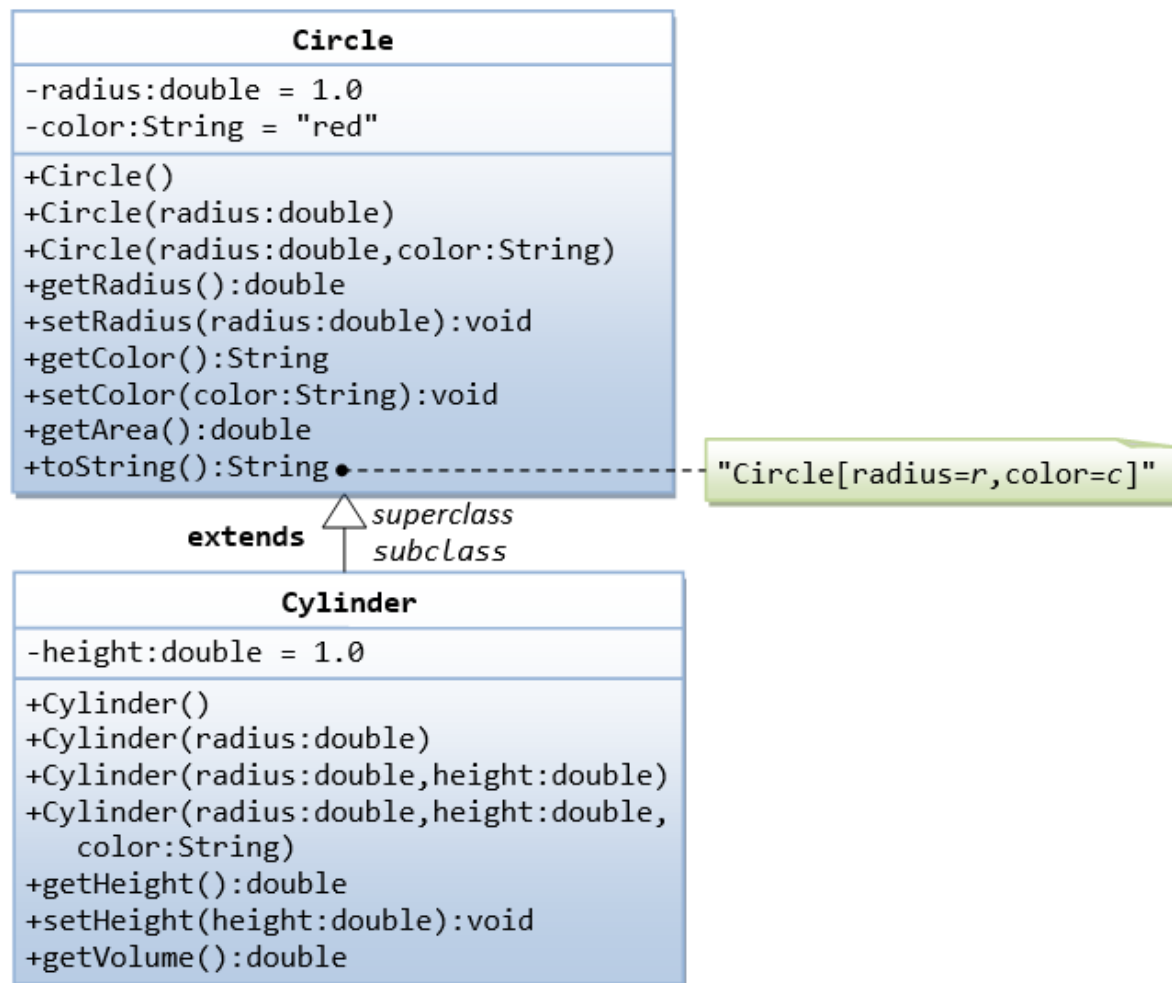 Circle
-radius:double = 1.0
-color:String = "red"
+Circle()
+Circle(radius:double)
+Circle(radius:double,color:String)
+getRadius():double
+setRadius(radius:double):void
+getColor():String
+setColor(color:String):void
+getArea():double
+toString():String
"Circle[radius=r,color=c]"
superclass
extends
subclass
Cylinder
-height:double = 1.0
+Cylinder()
+Cylinder(radius:double)
+Cylinder(radius:double,height:double)
+Cylinder(radius:double,height:double,
color:String)
+getHeight():double
+setHeight(height:double):void
+getVolume():double